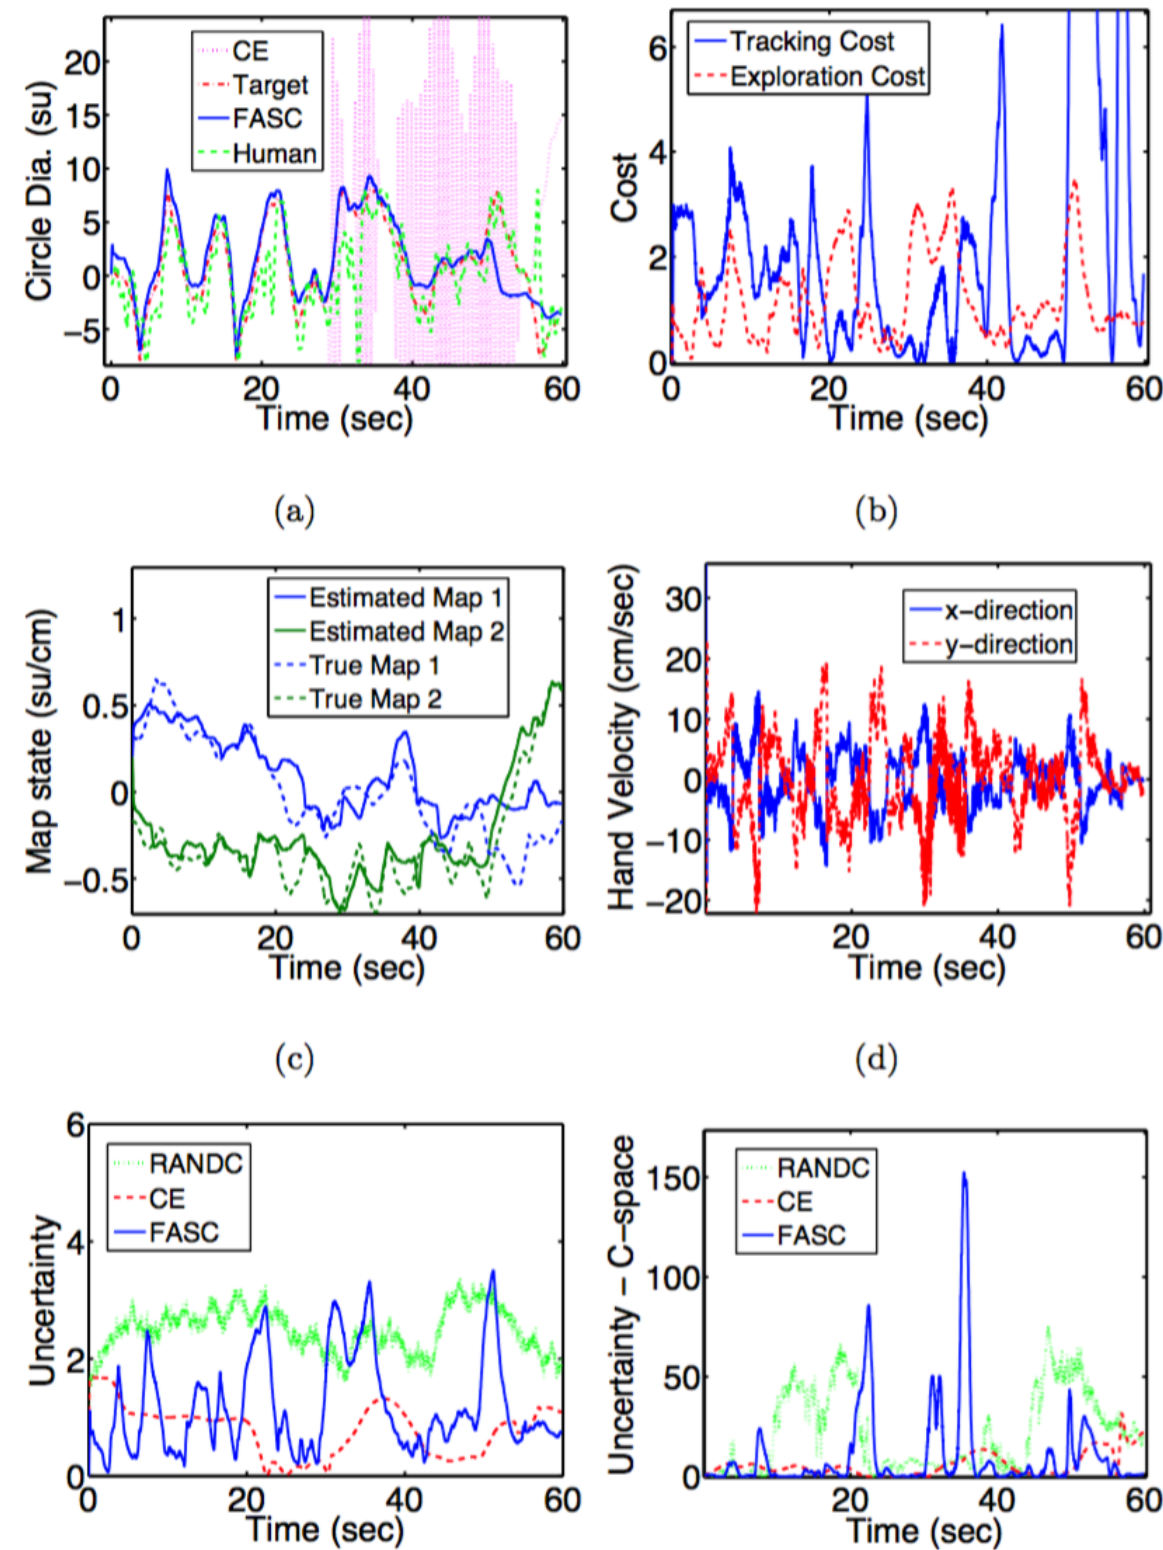 Circle Dia. (su)
20
15
10
5
0
−5
CE
Target
FASC
Human
0 20 40 60
Time (sec)
(a)
Cost
6
4
2
0
Tracking Cost
Exploration Cost
0 20 40 60
Time (sec)
(b)
Map state (su/cm)
1
0.5
0
−0.5
Estimated Map 1
Estimated Map 2
True Map 1
True Map 2
0 20 40 60
Time (sec)
(c)
Hand Velocity (cm/sec)
30
20
10
0
−10
−20
x−direction
y−direction
20 40 60
Time (sec)
(d)
Uncertainty
6
4
2
0
RANDC
CE
FASC
0 20 40 60
Time (sec)
Uncertainty − C−space
150
100
50
0
RANDC
CE
FASC
20 40 60
Time (sec)